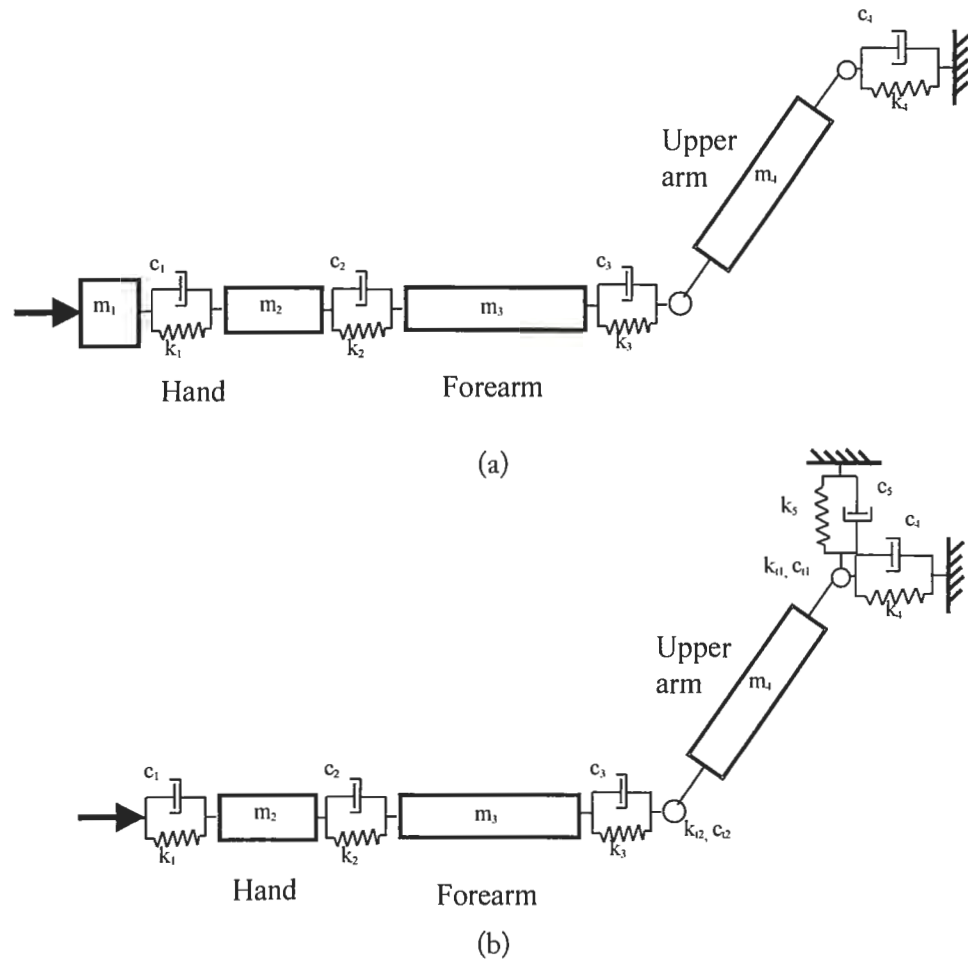 c₄
k₄
Upper
arm
m₄
c₁
c₂
c₃
m₁
m₂
m₃
k₁
k₂
k₃
Hand
Forearm
(a)
k₅
c₅
c₄
kₜ₁, cₜ₁
k₄
Upper
arm
m₄
c₁
c₂
c₃
m₂
m₃
kₜ₂, cₜ₂
k₁
k₂
k₃
Hand
Forearm
(b)